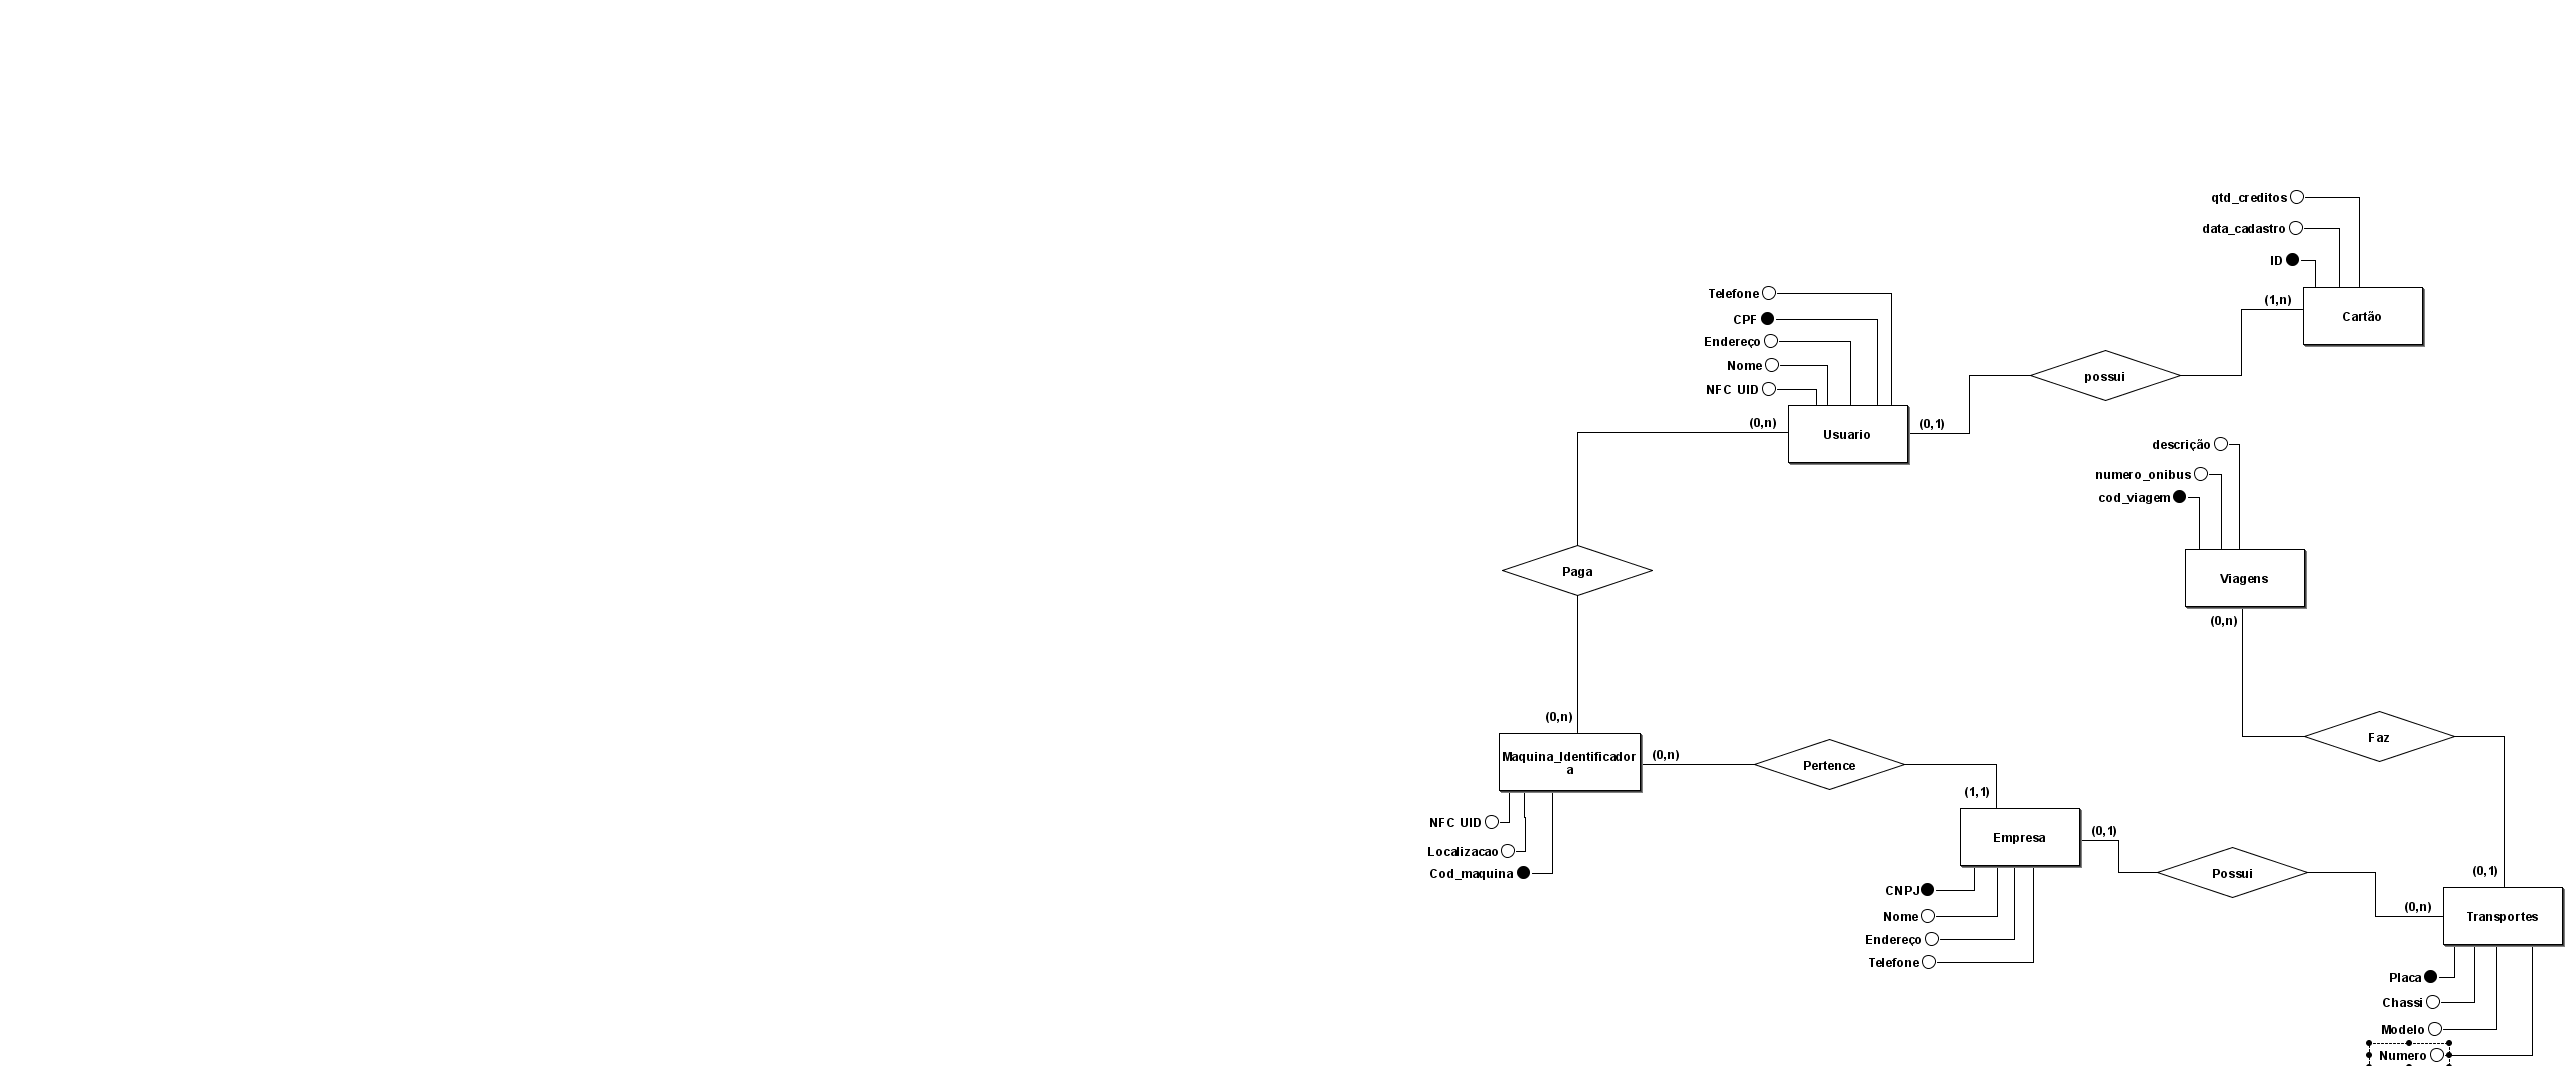 qtd_creditos
data_cadastro
ID
(1,n)
Cartão
Telefone
CPF
Endereço
Nome
NFC UID
(0,n)
Usuario
(0,1)
possui
descrição
numero_onibus
cod_viagem
Viagens
(0,n)
Paga
(0,n)
Maquina_Identificador
a
(0,n)
Pertence
(1,1)
Faz
NFC UID
Localizacao
Cod_maquina
Empresa
(0,1)
Possui
(0,1)
(0,n)
Transportes
CNPJ
Nome
Endereço
Telefone
Placa
Chassi
Modelo
Numero